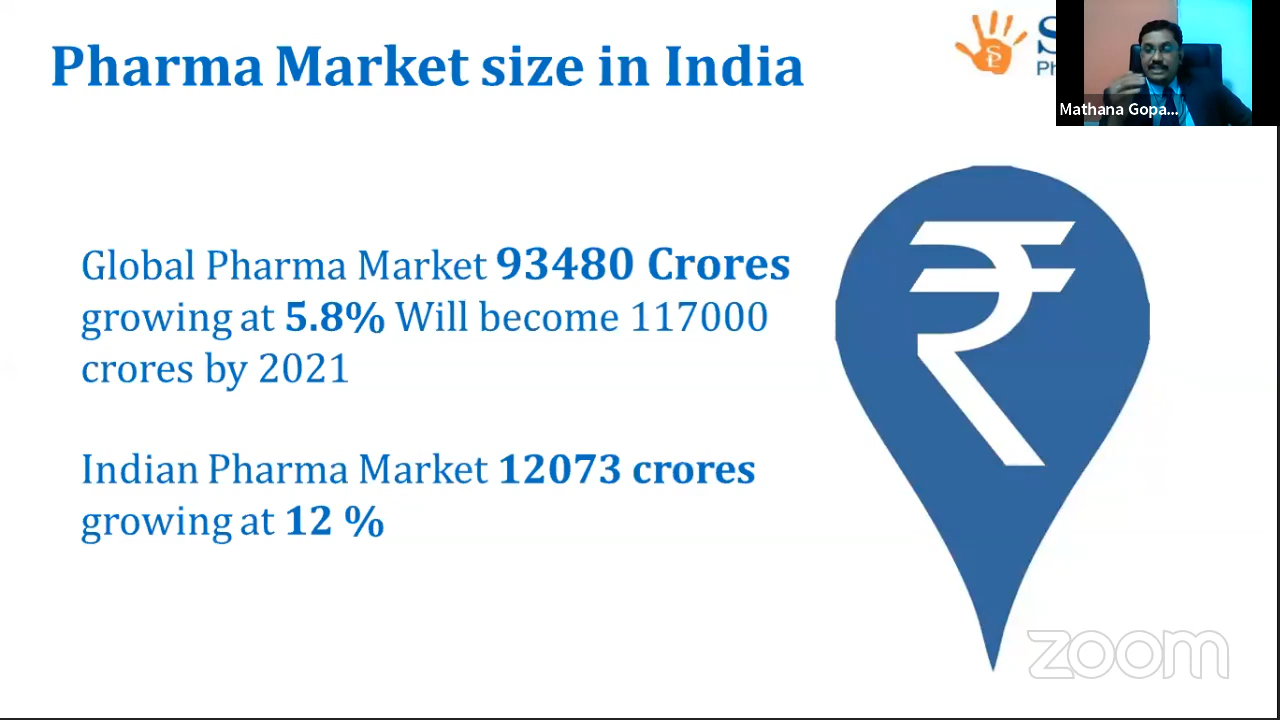 Pharma Market size in India
Mathana Gopa...
Global Pharma Market 93480 Crores
growing at 5.8% Will become 117000
crores by 2021
Indian Pharma Market 12073 crores
growing at 12 %
zoom